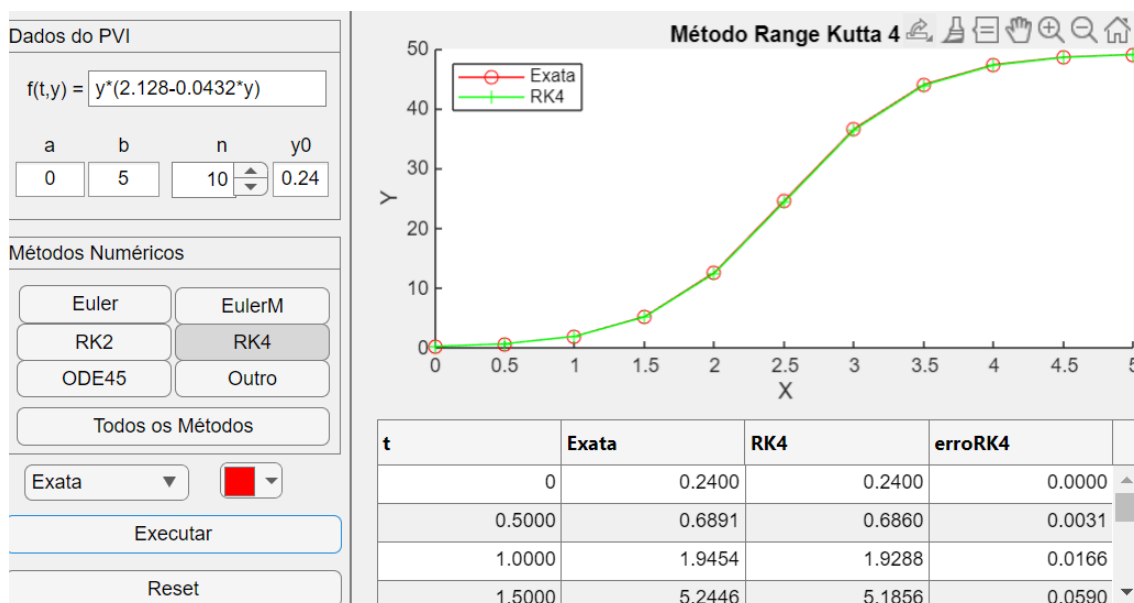 Dados do PVI
f(t,y) = y*(2.128-0.0432*y)
a b n y0
0 5 10 0.24
Métodos Numéricos
Euler EulerM
RK2 RK4
ODE45 Outro
Todos os Métodos
Exata
Executar
Reset
Método Range Kutta 4
Exata
RK4
50
40
30
20
10
0
Y
0 0.5 1 1.5 2 2.5 3 3.5 4 4.5
X
t Exata RK4 erroRK4
0 0.2400 0.2400 0.0000
0.5000 0.6891 0.6860 0.0031
1.0000 1.9454 1.9288 0.0166
1.5000 5.2446 5.1856 0.0590